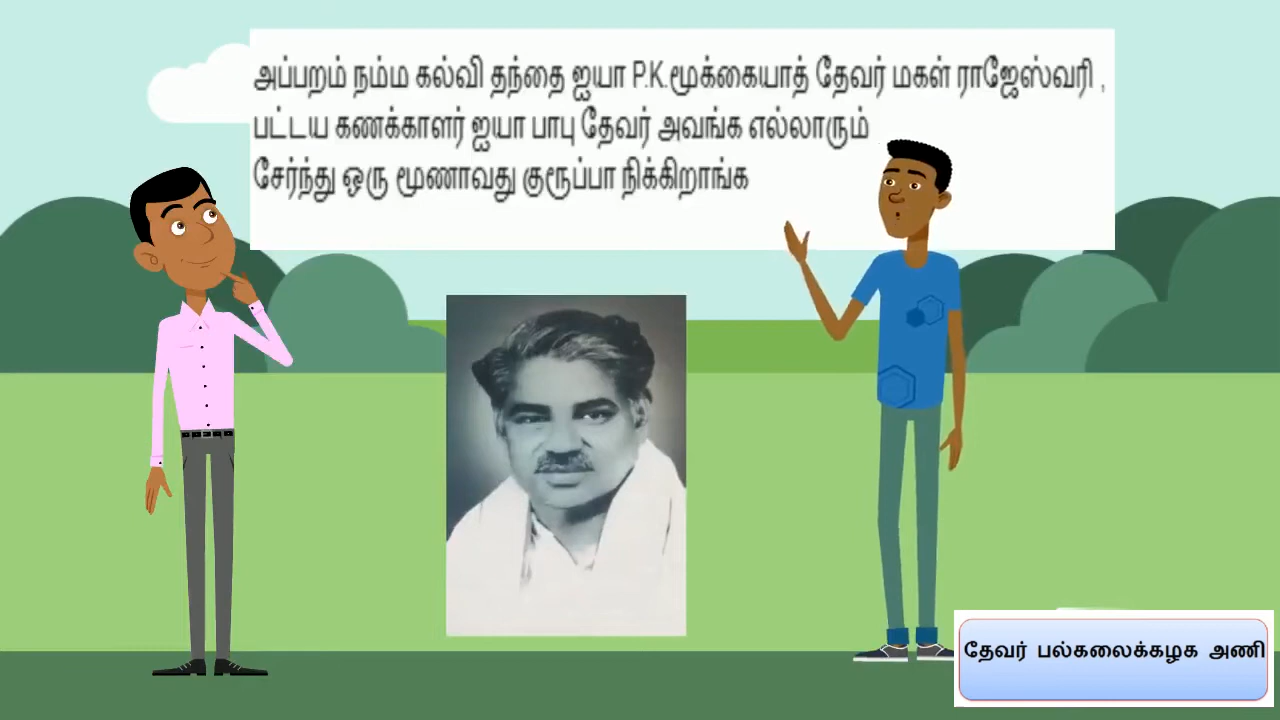 அப்பறம் நம்ம கல்வி தந்தை ஐயா P.K.மூக்கையாத் தேவர் மகள் ராஜேஸ்வரி ,
பட்டய கணக்காளர் ஐயா பாபு தேவர் அவங்க எல்லாரும்
சேர்ந்து ஒரு மூணாவது குரூப்பா நிக்கிறாங்க
தேவர் பல்கலைக்கழக அணி